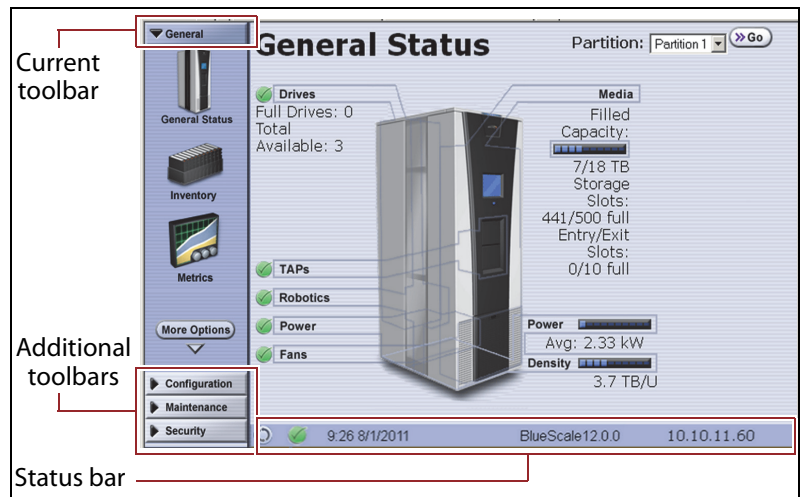 Current
toolbar
Additional
toolbars
Status bar
General
General Status
Inventory
Metrics
More Options
Configuration
Maintenance
Security
General Status
Partition: Partition 1 Go
Drives
Full Drives: 0
Total
Available: 3
TAPs
Robotics
Power
Fans
Media
Filled
Capacity:
7/18 TB
Storage
Slots:
441/500 full
Entry/Exit
Slots:
0/10 full
Power
Avg: 2.33 kW
Density
3.7 TB/U
9:26 8/1/2011
BlueScale12.0.0
10.10.11.60